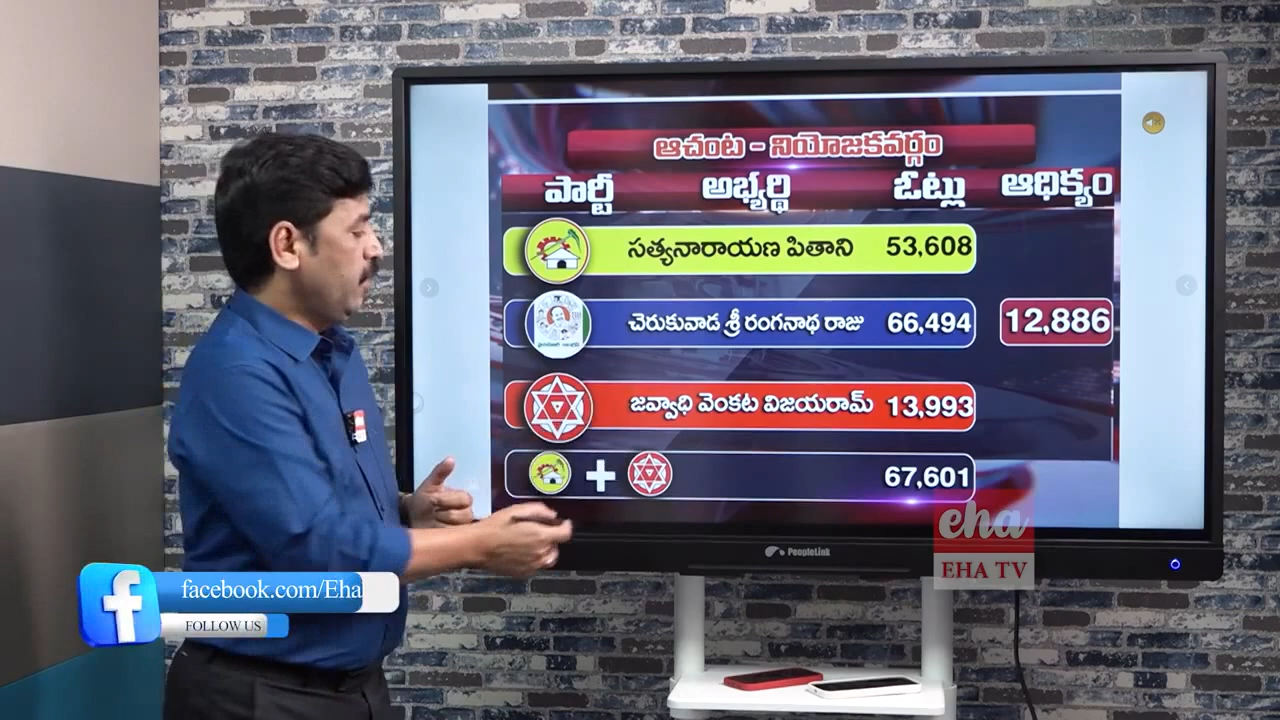 ఆచంట - నియోజకవర్గం
పార్టీ అభ్యర్థి ఓట్లు ఆధిక్యం
సత్యనారాయణ పితాని 53,608
చెరుకువాడ శ్రీ రంగనాథ రాజు 66,494 12,886
జవ్వాధి వెంకట విజయరామ్ 13,993
+ 67,601
PeopleLink
eha
EHA TV
f facebook.com/Eha
FOLLOW US